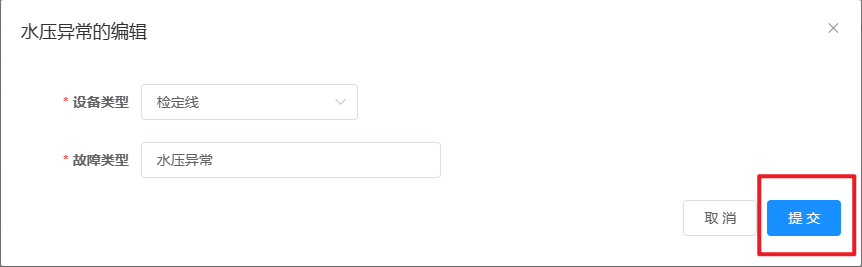 水压异常的编辑
* 设备类型 检定线
* 故障类型 水压异常
取 消 提 交